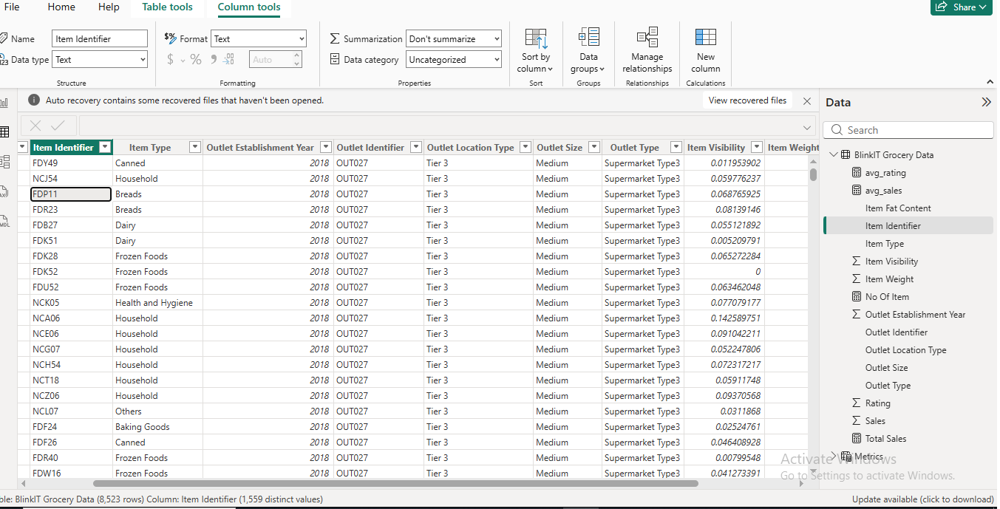 File Home Help Table tools Column tools Share
Name Item Identifier $% Format Text Summarization Don't summarize
Data type Text $ % 9 Auto Data category Uncategorized
Sort by column Data groups Manage relationships New column
Structure Formatting Properties Sort Groups Relationships Calculations
Auto recovery contains some recovered files that haven't been opened. View recovered files
Item Identifier Item Type Outlet Establishment Year Outlet Identifier Outlet Location Type Outlet Size Outlet Type Item Visibility Item Weight
FDY49 Canned 2018 OUT027 Tier 3 Medium Supermarket Type3 0.011953902
NCJ54 Household 2018 OUT027 Tier 3 Medium Supermarket Type3 0.059776237
FDP11 Breads 2018 OUT027 Tier 3 Medium Supermarket Type3 0.068765925
FDR23 Breads 2018 OUT027 Tier 3 Medium Supermarket Type3 0.08139146
FDB27 Dairy 2018 OUT027 Tier 3 Medium Supermarket Type3 0.055121892
FDK51 Dairy 2018 OUT027 Tier 3 Medium Supermarket Type3 0.005209791
FDK28 Frozen Foods 2018 OUT027 Tier 3 Medium Supermarket Type3 0.065272284
FDK52 Frozen Foods 2018 OUT027 Tier 3 Medium Supermarket Type3 0
FDU52 Frozen Foods 2018 OUT027 Tier 3 Medium Supermarket Type3 0.063462048
NCK05 Health and Hygiene 2018 OUT027 Tier 3 Medium Supermarket Type3 0.077079177
NCA06 Household 2018 OUT027 Tier 3 Medium Supermarket Type3 0.142589751
NCE06 Household 2018 OUT027 Tier 3 Medium Supermarket Type3 0.091042211
NCG07 Household 2018 OUT027 Tier 3 Medium Supermarket Type3 0.052247806
NCH54 Household 2018 OUT027 Tier 3 Medium Supermarket Type3 0.072317217
NCT18 Household 2018 OUT027 Tier 3 Medium Supermarket Type3 0.05911748
NCZ06 Household 2018 OUT027 Tier 3 Medium Supermarket Type3 0.09370568
NCL07 Others 2018 OUT027 Tier 3 Medium Supermarket Type3 0.0311868
FDF24 Baking Goods 2018 OUT027 Tier 3 Medium Supermarket Type3 0.02524761
FDF26 Canned 2018 OUT027 Tier 3 Medium Supermarket Type3 0.046408928
FDR40 Frozen Foods 2018 OUT027 Tier 3 Medium Supermarket Type3 0.00799548
FDW16 Frozen Foods 2018 OUT027 Tier 3 Medium Supermarket Type3 0.041273391
Data
Search
BlinkIT Grocery Data
avg_rating
avg_sales
Item Fat Content
Item Identifier
Item Type
Item Visibility
Item Weight
No Of Item
Outlet Establishment Year
Outlet Identifier
Outlet Location Type
Outlet Size
Outlet Type
Rating
Sales
Total Sales
Metrics
Activate Windows
Go to Settings to activate Windows.
ble: BlinkIT Grocery Data (8,523 rows) Column: Item Identifier (1,559 distinct values) Update available (click to download)